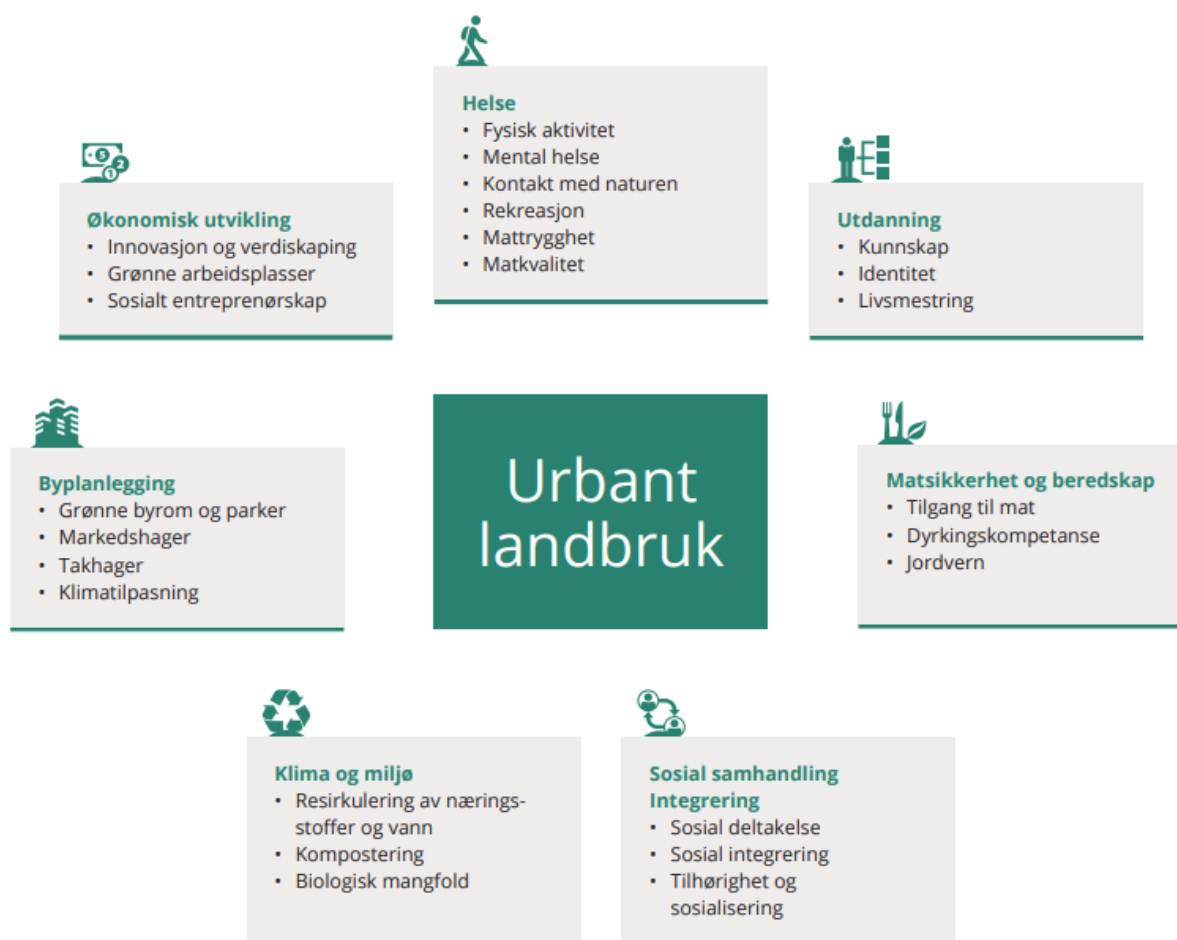 Helse
• Fysisk aktivitet
• Mental helse
• Kontakt med naturen
• Rekreasjon
• Mattrygghet
• Matkvalitet
Økonomisk utvikling
• Innovasjon og verdiskaping
• Grønne arbeidsplasser
• Sosialt entreprenørskap
Utdanning
• Kunnskap
• Identitet
• Livsmestring
Byplanlegging
• Grønne byrom og parker
• Markedshager
• Takhager
• Klimatilpasning
Urbant
landbruk
Matsikkerhet og beredskap
• Tilgang til mat
• Dyrkingskompetanse
• Jordvern
Klima og miljø
• Resirkulering av nærings-
stoffer og vann
• Kompostering
• Biologisk mangfold
Sosial samhandling
Integrering
• Sosial deltakelse
• Sosial integrering
• Tilhørighet og
sosialisering